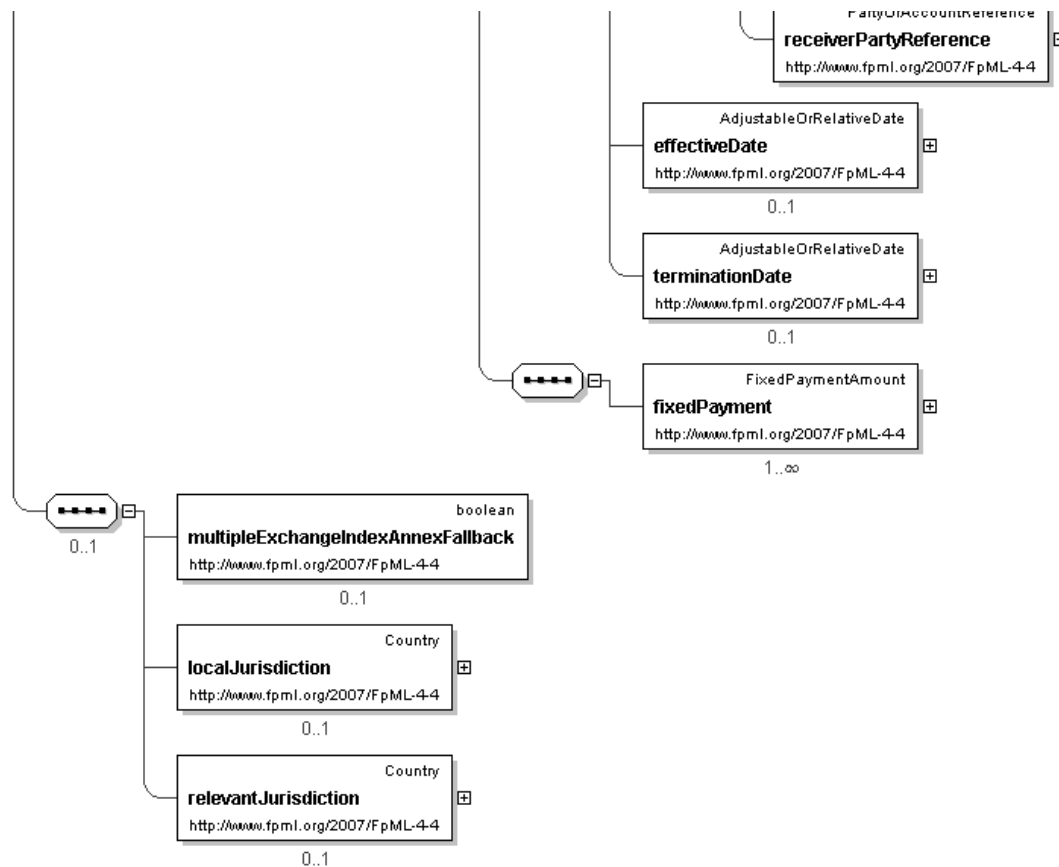 PartyOrAccountReference
receiverPartyReference
http://www.fpml.org/2007/FpML-4-4
AdjustableOrRelativeDate
effectiveDate
http://www.fpml.org/2007/FpML-4-4
0..1
AdjustableOrRelativeDate
terminationDate
http://www.fpml.org/2007/FpML-4-4
0..1
FixedPaymentAmount
fixedPayment
http://www.fpml.org/2007/FpML-4-4
1..∞
0..1
boolean
multipleExchangeIndexAnnexFallback
http://www.fpml.org/2007/FpML-4-4
0..1
Country
localJurisdiction
http://www.fpml.org/2007/FpML-4-4
0..1
Country
relevantJurisdiction
http://www.fpml.org/2007/FpML-4-4
0..1